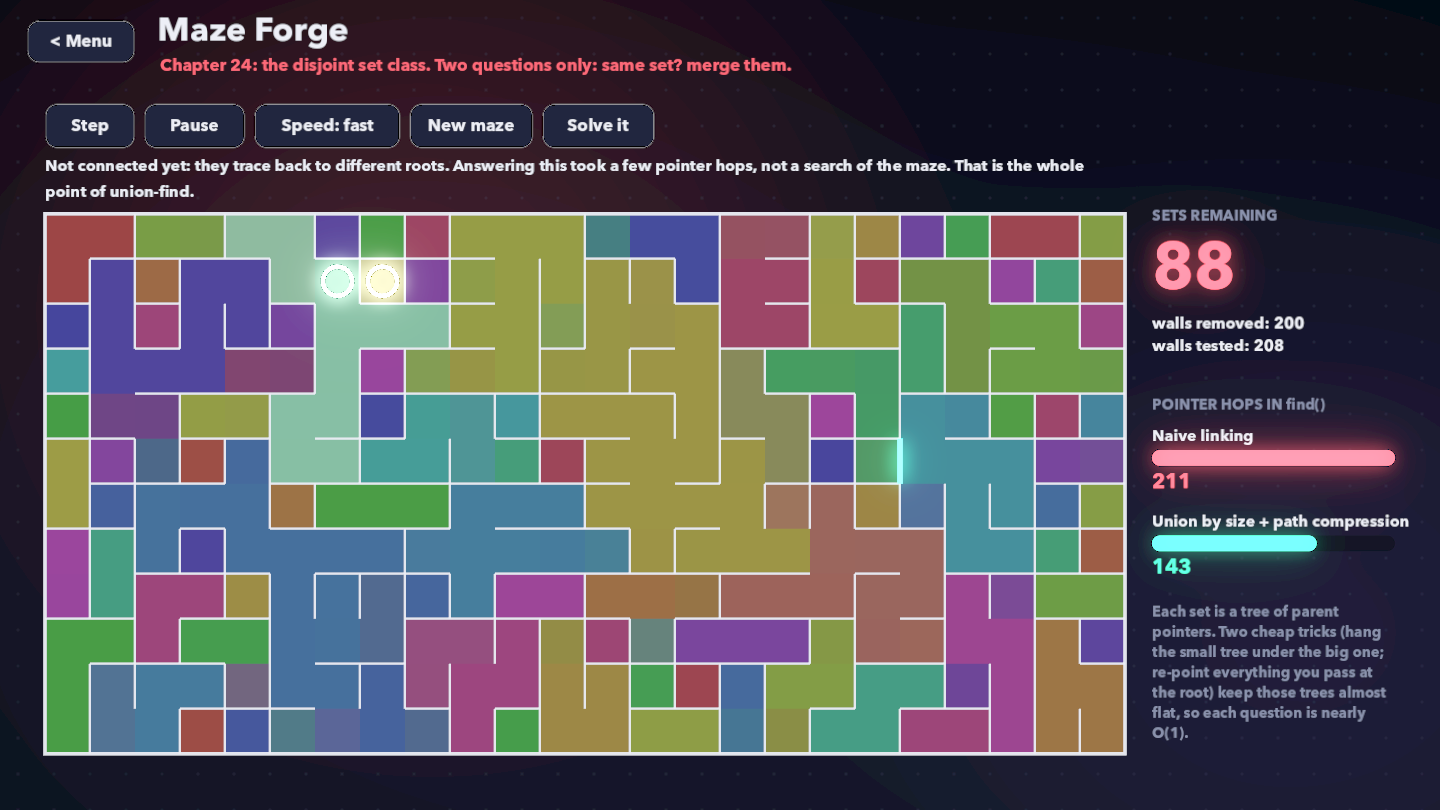 < Menu
Maze Forge
Chapter 24: the disjoint set class. Two questions only: same set? merge them.
Step
Pause
Speed: fast
New maze
Solve it
Not connected yet: they trace back to different roots. Answering this took a few pointer hops, not a search of the maze. That is the whole
point of union-find.
SETS REMAINING
88
walls removed: 200
walls tested: 208
POINTER HOPS IN find()
Naive linking
211
Union by size + path compression
143
Each set is a tree of parent
pointers. Two cheap tricks (hang
the small tree under the big one;
re-point everything you pass at
the root) keep those trees almost
flat, so each question is nearly
O(1).